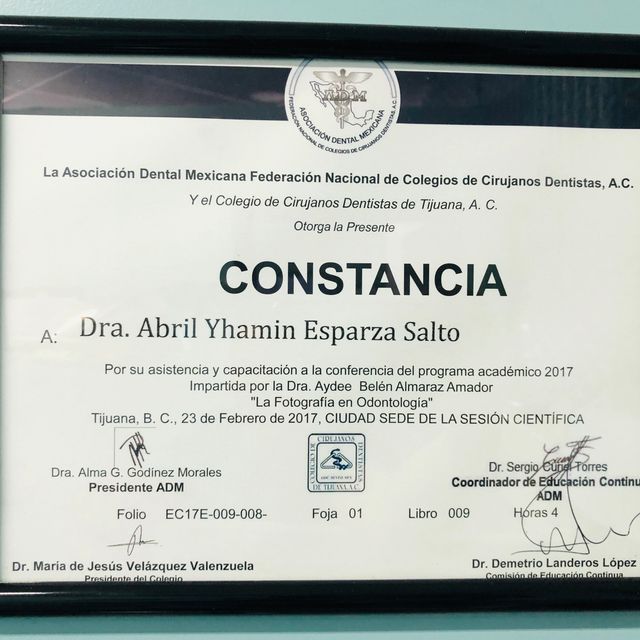 ADM
ASOCIACIÓN DENTAL MEXICANA
FEDERACIÓN NACIONAL DE COLEGIOS DE CIRUJANOS DENTISTAS, A.C.
La Asociación Dental Mexicana Federación Nacional de Colegios de Cirujanos Dentistas, A.C.
Y el Colegio de Cirujanos Dentistas de Tijuana, A. C.
Otorga la Presente
CONSTANCIA
A: Dra. Abril Yhamin Esparza Salto
Por su asistencia y capacitación a la conferencia del programa académico 2017
Impartida por la Dra. Aydee Belén Almaraz Amador
"La Fotografía en Odontología"
Tijuana, B. C., 23 de Febrero de 2017, CIUDAD SEDE DE LA SESIÓN CIENTÍFICA
CIRUJANOS
DENTISTAS
DE TIJUANA, A.C.
Dra. Alma G. Godínez Morales
Presidente ADM
Dr. Sergio Curiel Torres
Coordinador de Educación Continu
ADM
Folio EC17E-009-008- Foja 01 Libro 009 Horas 4
Dr. María de Jesús Velázquez Valenzuela
Presidente del Colegio
Dr. Demetrio Landeros López
Comisión de Educación Continua